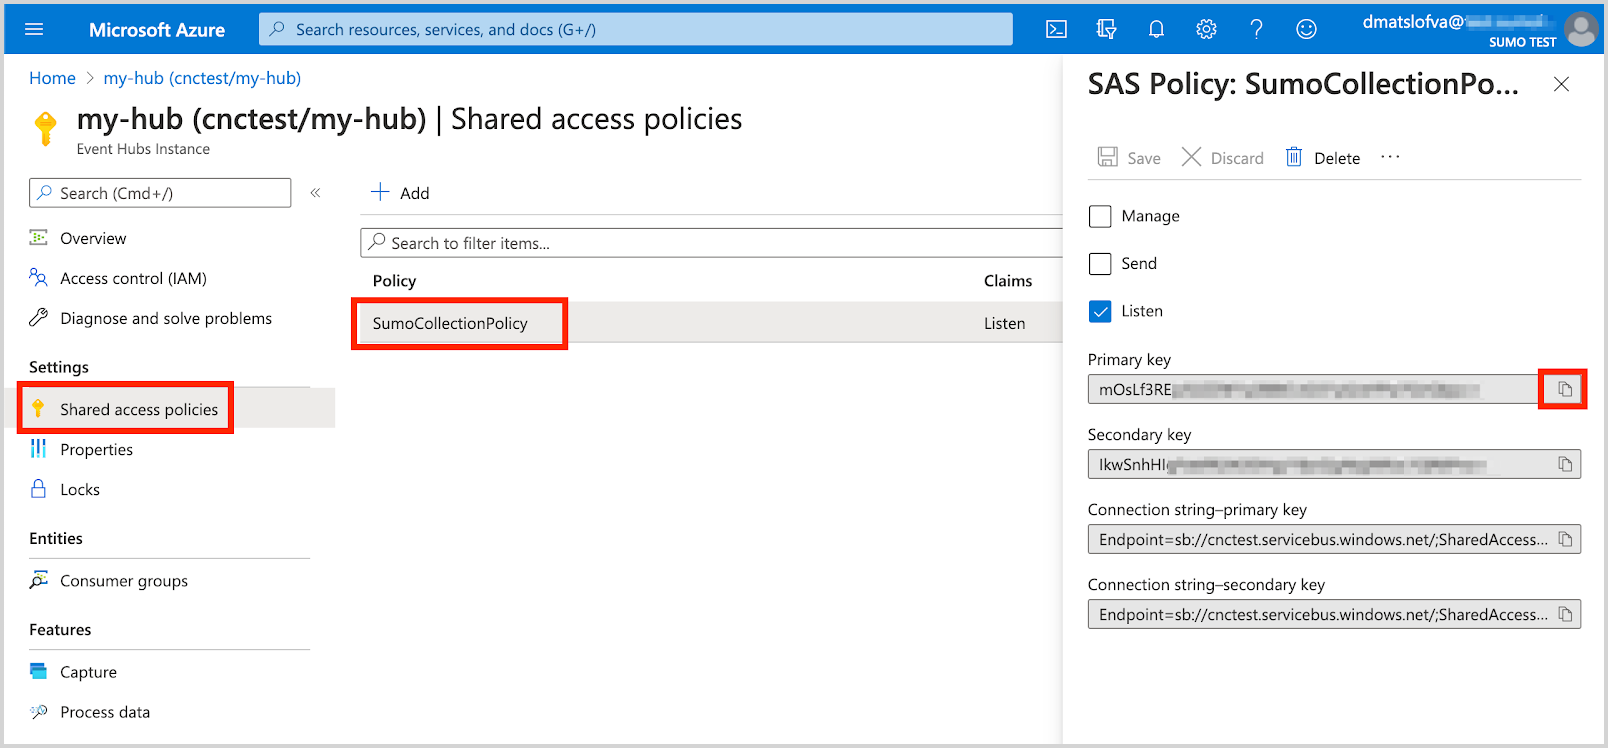 Microsoft Azure
Search resources, services, and docs (G+/)
dmatslofva@
SUMO TEST
Home > my-hub (cnctest/my-hub)
my-hub (cnctest/my-hub) | Shared access policies
Event Hubs Instance
Search (Cmd+/)
«
Overview
Access control (IAM)
Diagnose and solve problems
Settings
Shared access policies
Properties
Locks
Entities
Consumer groups
Features
Capture
Process data
+ Add
Search to filter items...
Policy Claims
SumoCollectionPolicy Listen
SAS Policy: SumoCollectionPo...
Save Discard Delete ...
Manage
Send
Listen
Primary key
mOsLf3RE
Secondary key
IkwSnhHI
Connection string–primary key
Endpoint=sb://cnctest.servicebus.windows.net/;SharedAccess...
Connection string–secondary key
Endpoint=sb://cnctest.servicebus.windows.net/;SharedAccess...